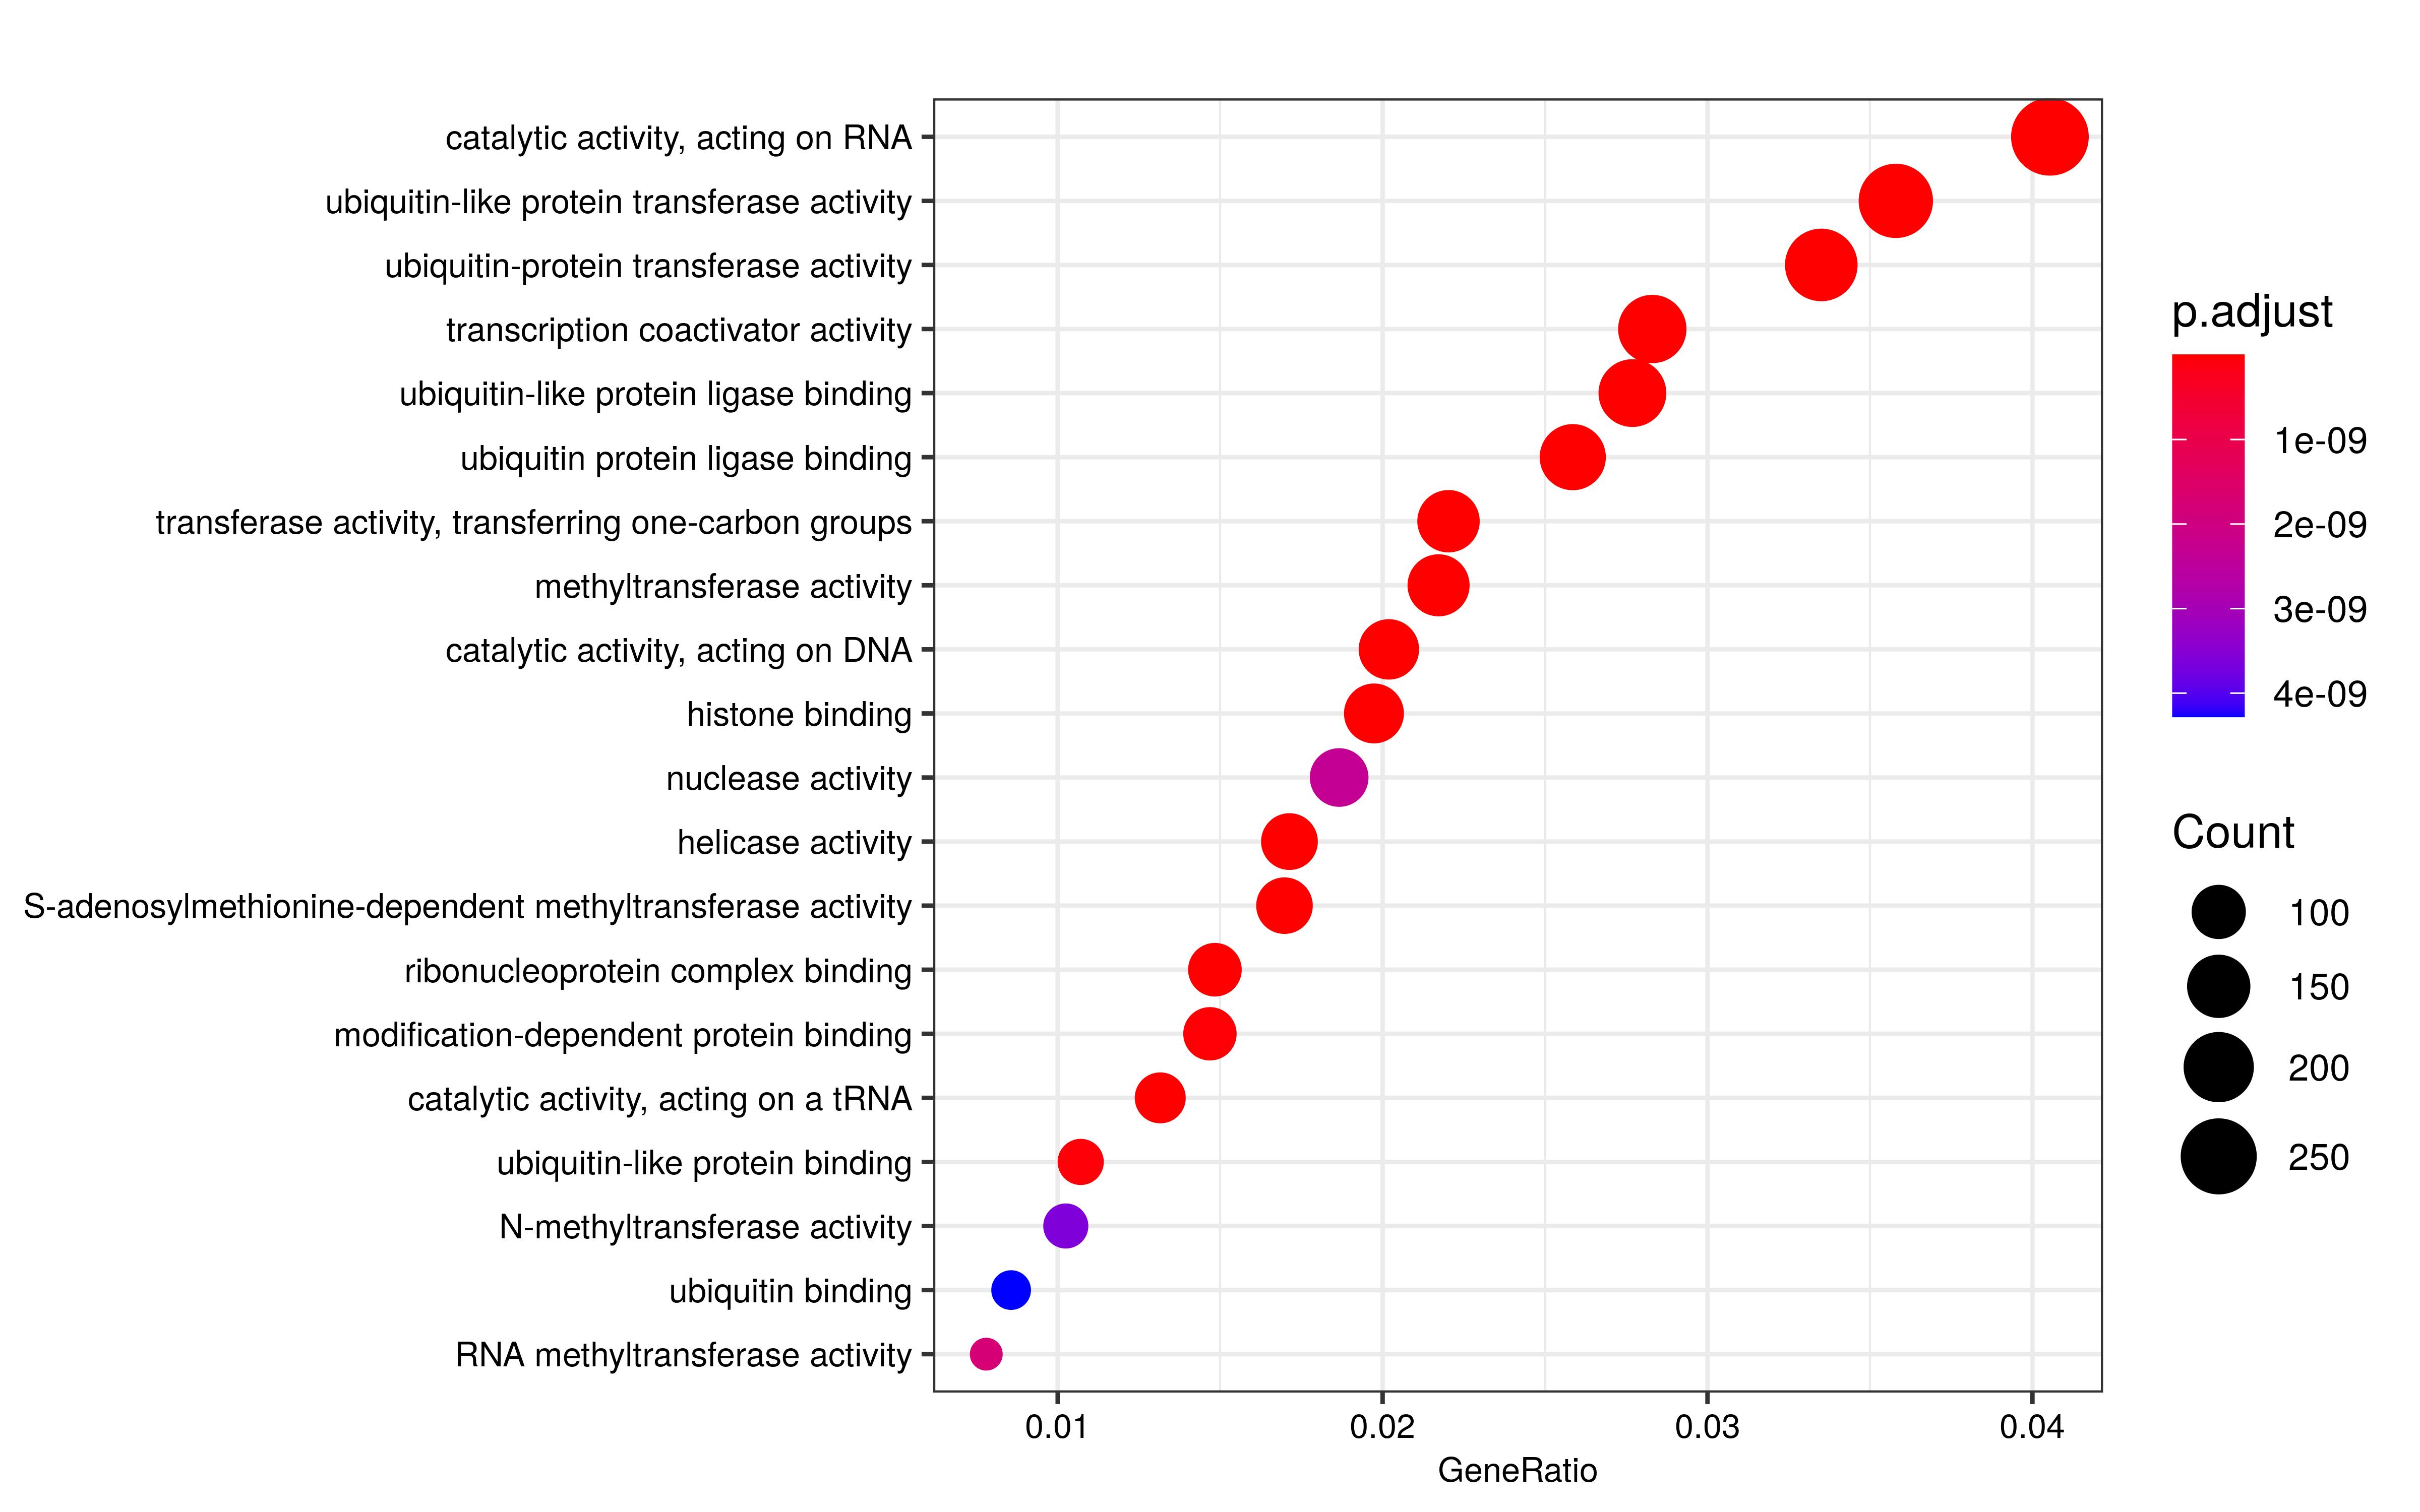 catalytic activity, acting on RNA
ubiquitin-like protein transferase activity
ubiquitin-protein transferase activity
transcription coactivator activity
ubiquitin-like protein ligase binding
ubiquitin protein ligase binding
transferase activity, transferring one-carbon groups
methyltransferase activity
catalytic activity, acting on DNA
histone binding
nuclease activity
helicase activity
S-adenosylmethionine-dependent methyltransferase activity
ribonucleoprotein complex binding
modification-dependent protein binding
catalytic activity, acting on a tRNA
ubiquitin-like protein binding
N-methyltransferase activity
ubiquitin binding
RNA methyltransferase activity
0.01 0.02 0.03 0.04
GeneRatio
p.adjust
1e-09
2e-09
3e-09
4e-09
Count
100
150
200
250